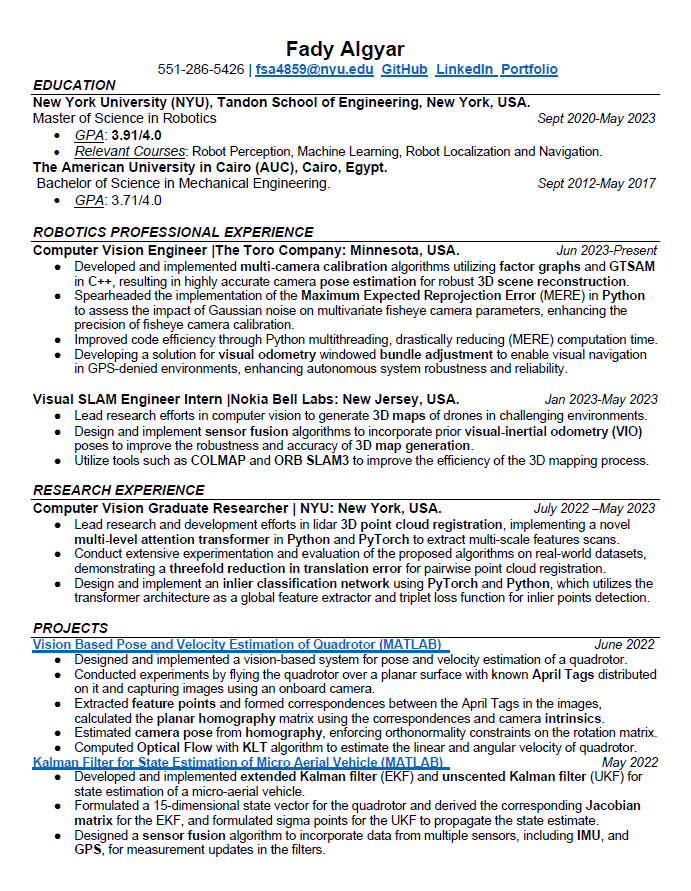 Fady Algyar
551-286-5426 | fsa4859@nyu.edu GitHub LinkedIn Portfolio
EDUCATION
New York University (NYU), Tandon School of Engineering, New York, USA.
Master of Science in Robotics Sept 2020-May 2023
• GPA: 3.91/4.0
• Relevant Courses: Robot Perception, Machine Learning, Robot Localization and Navigation.
The American University in Cairo (AUC), Cairo, Egypt.
Bachelor of Science in Mechanical Engineering. Sept 2012-May 2017
• GPA: 3.71/4.0
ROBOTICS PROFESSIONAL EXPERIENCE
Computer Vision Engineer |The Toro Company: Minnesota, USA. Jun 2023-Present
• Developed and implemented multi-camera calibration algorithms utilizing factor graphs and GTSAM
in C++, resulting in highly accurate camera pose estimation for robust 3D scene reconstruction.
• Spearheaded the implementation of the Maximum Expected Reprojection Error (MERE) in Python
to assess the impact of Gaussian noise on multivariate fisheye camera parameters, enhancing the
precision of fisheye camera calibration.
• Improved code efficiency through Python multithreading, drastically reducing (MERE) computation time.
• Developing a solution for visual odometry windowed bundle adjustment to enable visual navigation
in GPS-denied environments, enhancing autonomous system robustness and reliability.
Visual SLAM Engineer Intern |Nokia Bell Labs: New Jersey, USA. Jan 2023-May 2023
• Lead research efforts in computer vision to generate 3D maps of drones in challenging environments.
• Design and implement sensor fusion algorithms to incorporate prior visual-inertial odometry (VIO)
poses to improve the robustness and accuracy of 3D map generation.
• Utilize tools such as COLMAP and ORB SLAM3 to improve the efficiency of the 3D mapping process.
RESEARCH EXPERIENCE
Computer Vision Graduate Researcher | NYU: New York, USA. July 2022 –May 2023
• Lead research and development efforts in lidar 3D point cloud registration, implementing a novel
multi-level attention transformer in Python and PyTorch to extract multi-scale features scans.
• Conduct extensive experimentation and evaluation of the proposed algorithms on real-world datasets,
demonstrating a threefold reduction in translation error for pairwise point cloud registration.
• Design and implement an inlier classification network using PyTorch and Python, which utilizes the
transformer architecture as a global feature extractor and triplet loss function for inlier points detection.
PROJECTS
Vision Based Pose and Velocity Estimation of Quadrotor (MATLAB) June 2022
• Designed and implemented a vision-based system for pose and velocity estimation of a quadrotor.
• Conducted experiments by flying the quadrotor over a planar surface with known April Tags distributed
on it and capturing images using an onboard camera.
• Extracted feature points and formed correspondences between the April Tags in the images,
calculated the planar homography matrix using the correspondences and camera intrinsics.
• Estimated camera pose from homography, enforcing orthonormality constraints on the rotation matrix.
• Computed Optical Flow with KLT algorithm to estimate the linear and angular velocity of quadrotor.
Kalman Filter for State Estimation of Micro Aerial Vehicle (MATLAB) May 2022
• Developed and implemented extended Kalman filter (EKF) and unscented Kalman filter (UKF) for
state estimation of a micro-aerial vehicle.
• Formulated a 15-dimensional state vector for the quadrotor and derived the corresponding Jacobian
matrix for the EKF, and formulated sigma points for the UKF to propagate the state estimate.
• Designed a sensor fusion algorithm to incorporate data from multiple sensors, including IMU, and
GPS, for measurement updates in the filters.